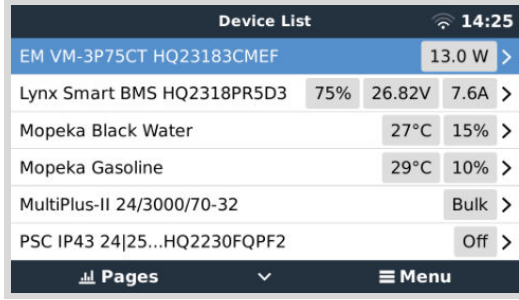 Device List 14:25
EM VM-3P75CT HQ23183CMEF 13.0 W
Lynx Smart BMS HQ2318PR5D3 75% 26.82V 7.6A
Mopeka Black Water 27°C 15%
Mopeka Gasoline 29°C 10%
MultiPlus-II 24/3000/70-32 Bulk
PSC IP43 24|25...HQ2230FQPF2 Off
Pages Menu